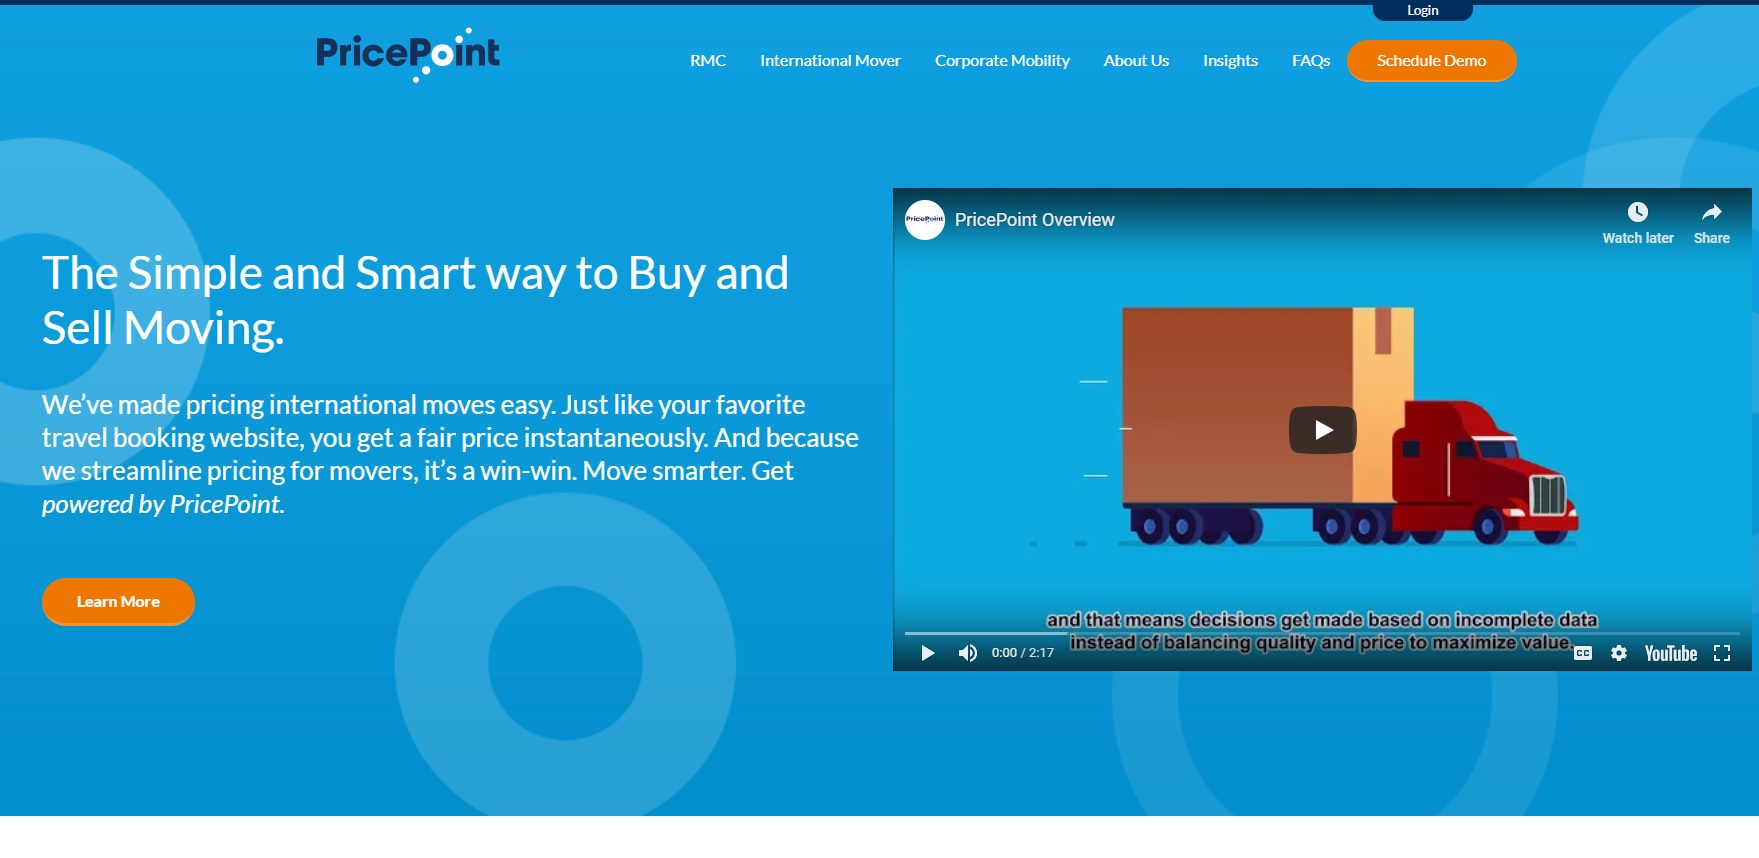 Login
PricePoint
RMC International Mover Corporate Mobility About Us Insights FAQs Schedule Demo
PricePoint PricePoint Overview
Watch later Share
The Simple and Smart way to Buy and
Sell Moving.
We’ve made pricing international moves easy. Just like your favorite
travel booking website, you get a fair price instantaneously. And because
we streamline pricing for movers, it’s a win-win. Move smarter. Get
powered by PricePoint.
Learn More
and that means decisions get made based on incomplete data
instead of balancing quality and price to maximize value.
0:00 / 2:17 CC YouTube